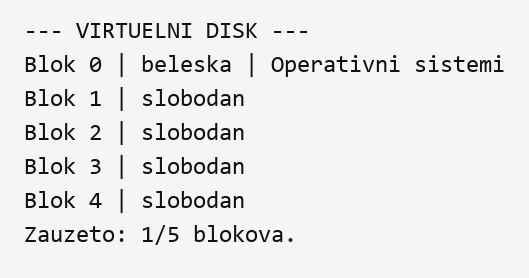 --- VIRTUELNI DISK ---
Blok 0 | beleska | Operativni sistemi
Blok 1 | slobodan
Blok 2 | slobodan
Blok 3 | slobodan
Blok 4 | slobodan
Zauzeto: 1/5 blokova.